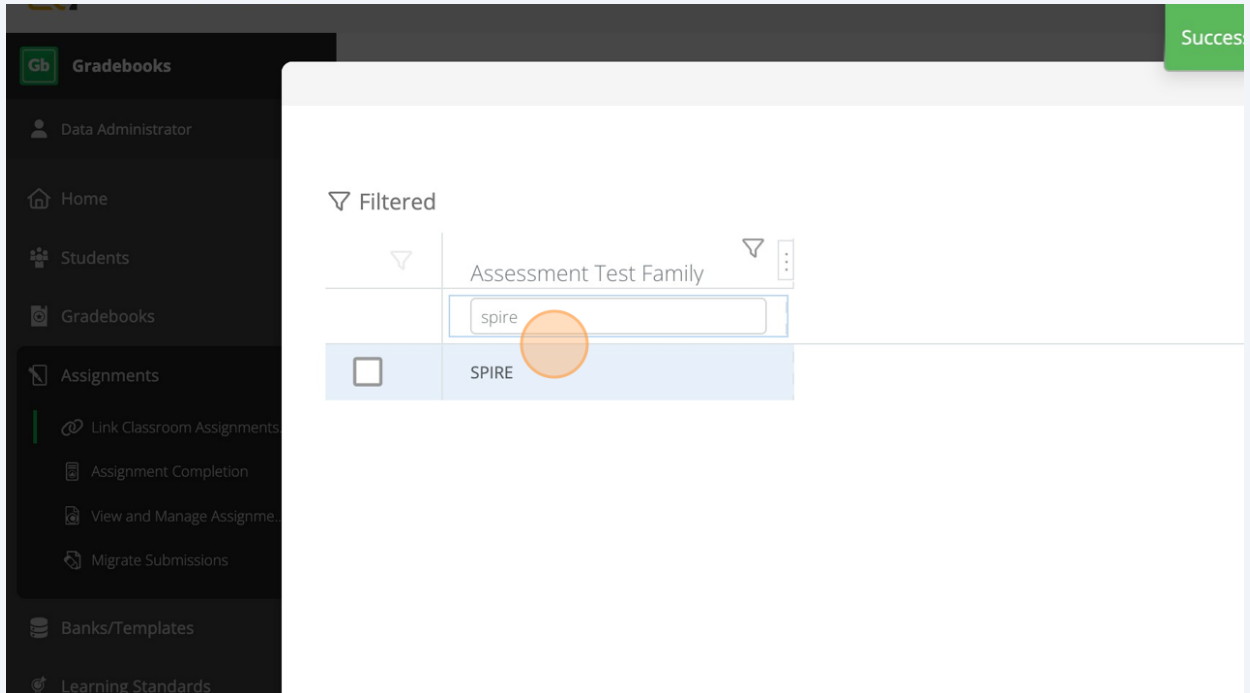 Success
Gb Gradebooks
Data Administrator
Home
Filtered
Students
Assessment Test Family
Gradebooks
spire
Assignments
SPIRE
Link Classroom Assignments.
Assignment Completion
View and Manage Assignme...
Migrate Submissions
Banks/Templates
Learning Standards